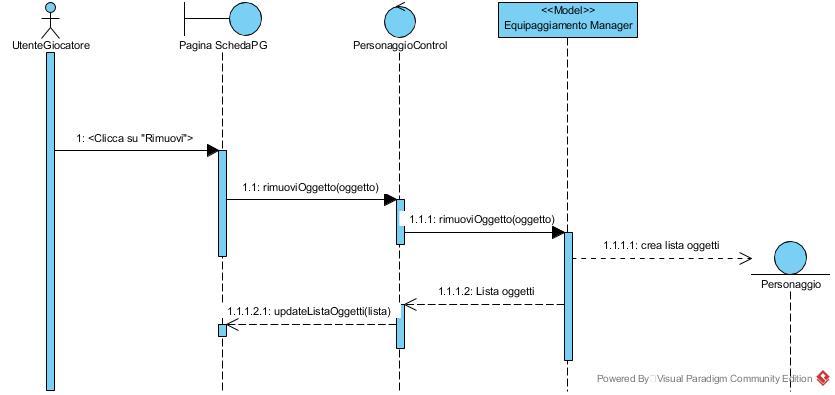 <<Model>>
Equipaggiamento Manager
UtenteGiocatore
Pagina SchedaPG
PersonaggioControl
1: <Clicca su "Rimuovi">
1.1: rimuoviOggetto(oggetto)
1.1.1: rimuoviOggetto(oggetto)
1.1.1.1: crea lista oggetti
Personaggio
1.1.1.2: Lista oggetti
1.1.1.2.1: updateListaOggetti(lista)
Powered By Visual Paradigm Community Edition